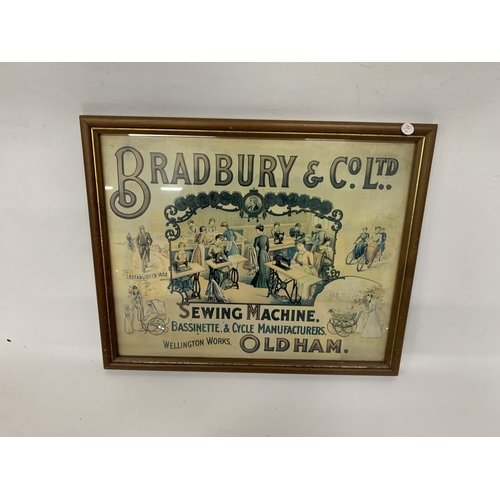 BRADBURY & Co. LTD.
ESTABLISHED 1852
SEWING MACHINE.
BASSINETTE, & CYCLE MANUFACTURERS,
WELLINGTON WORKS, OLDHAM.